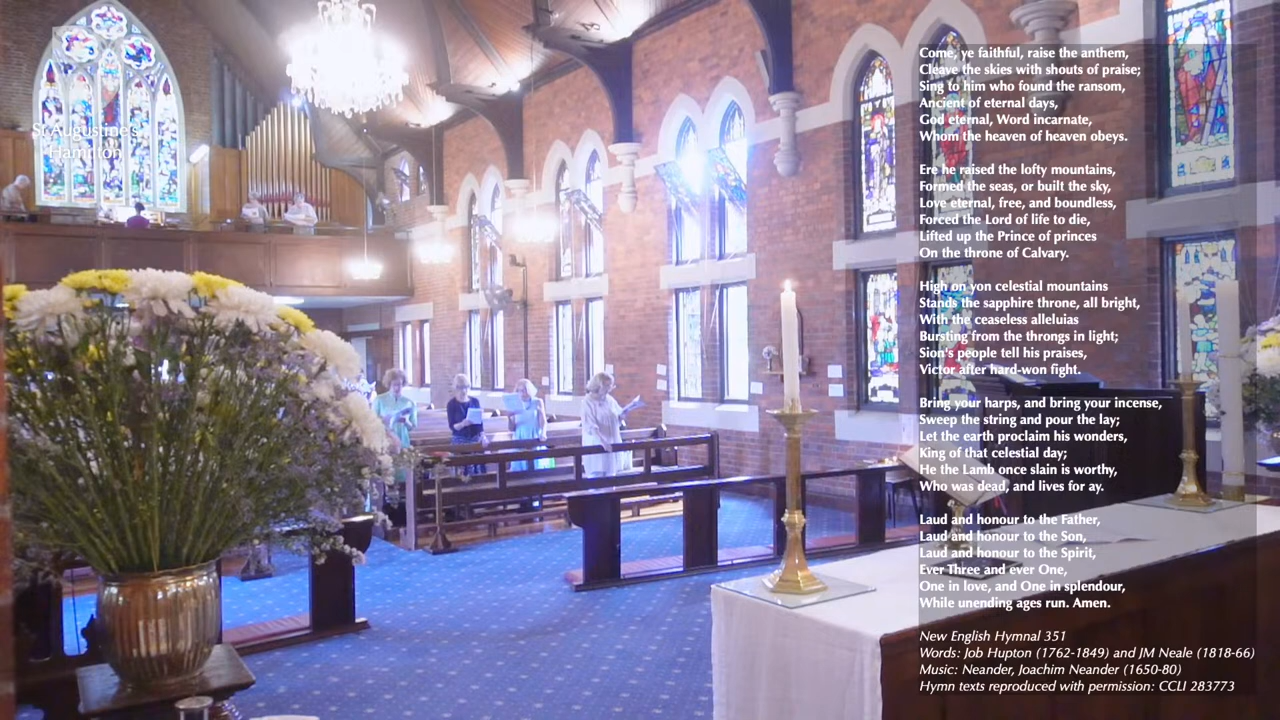 St Augustine's
Hamilton
Come, ye faithful, raise the anthem,
Cleave the skies with shouts of praise;
Sing to him who found the ransom,
Ancient of eternal days,
God eternal, Word incarnate,
Whom the heaven of heaven obeys.
Ere he raised the lofty mountains,
Formed the seas, or built the sky,
Love eternal, free, and boundless,
Forced the Lord of life to die,
Lifted up the Prince of princes
On the throne of Calvary.
High on yon celestial mountains
Stands the sapphire throne, all bright,
With the ceaseless alleluias
Bursting from the throngs in light;
Sion's people tell his praises,
Victor after hard-won fight.
Bring your harps, and bring your incense,
Sweep the string and pour the lay;
Let the earth proclaim his wonders,
King of that celestial day;
He the Lamb once slain is worthy,
Who was dead, and lives for ay.
Laud and honour to the Father,
Laud and honour to the Son,
Laud and honour to the Spirit,
Ever Three and ever One,
One in love, and One in splendour,
While unending ages run. Amen.
New English Hymnal 351
Words: Job Hupton (1762-1849) and JM Neale (1818-66)
Music: Neander, Joachim Neander (1650-80)
Hymn texts reproduced with permission: CCLI 283773